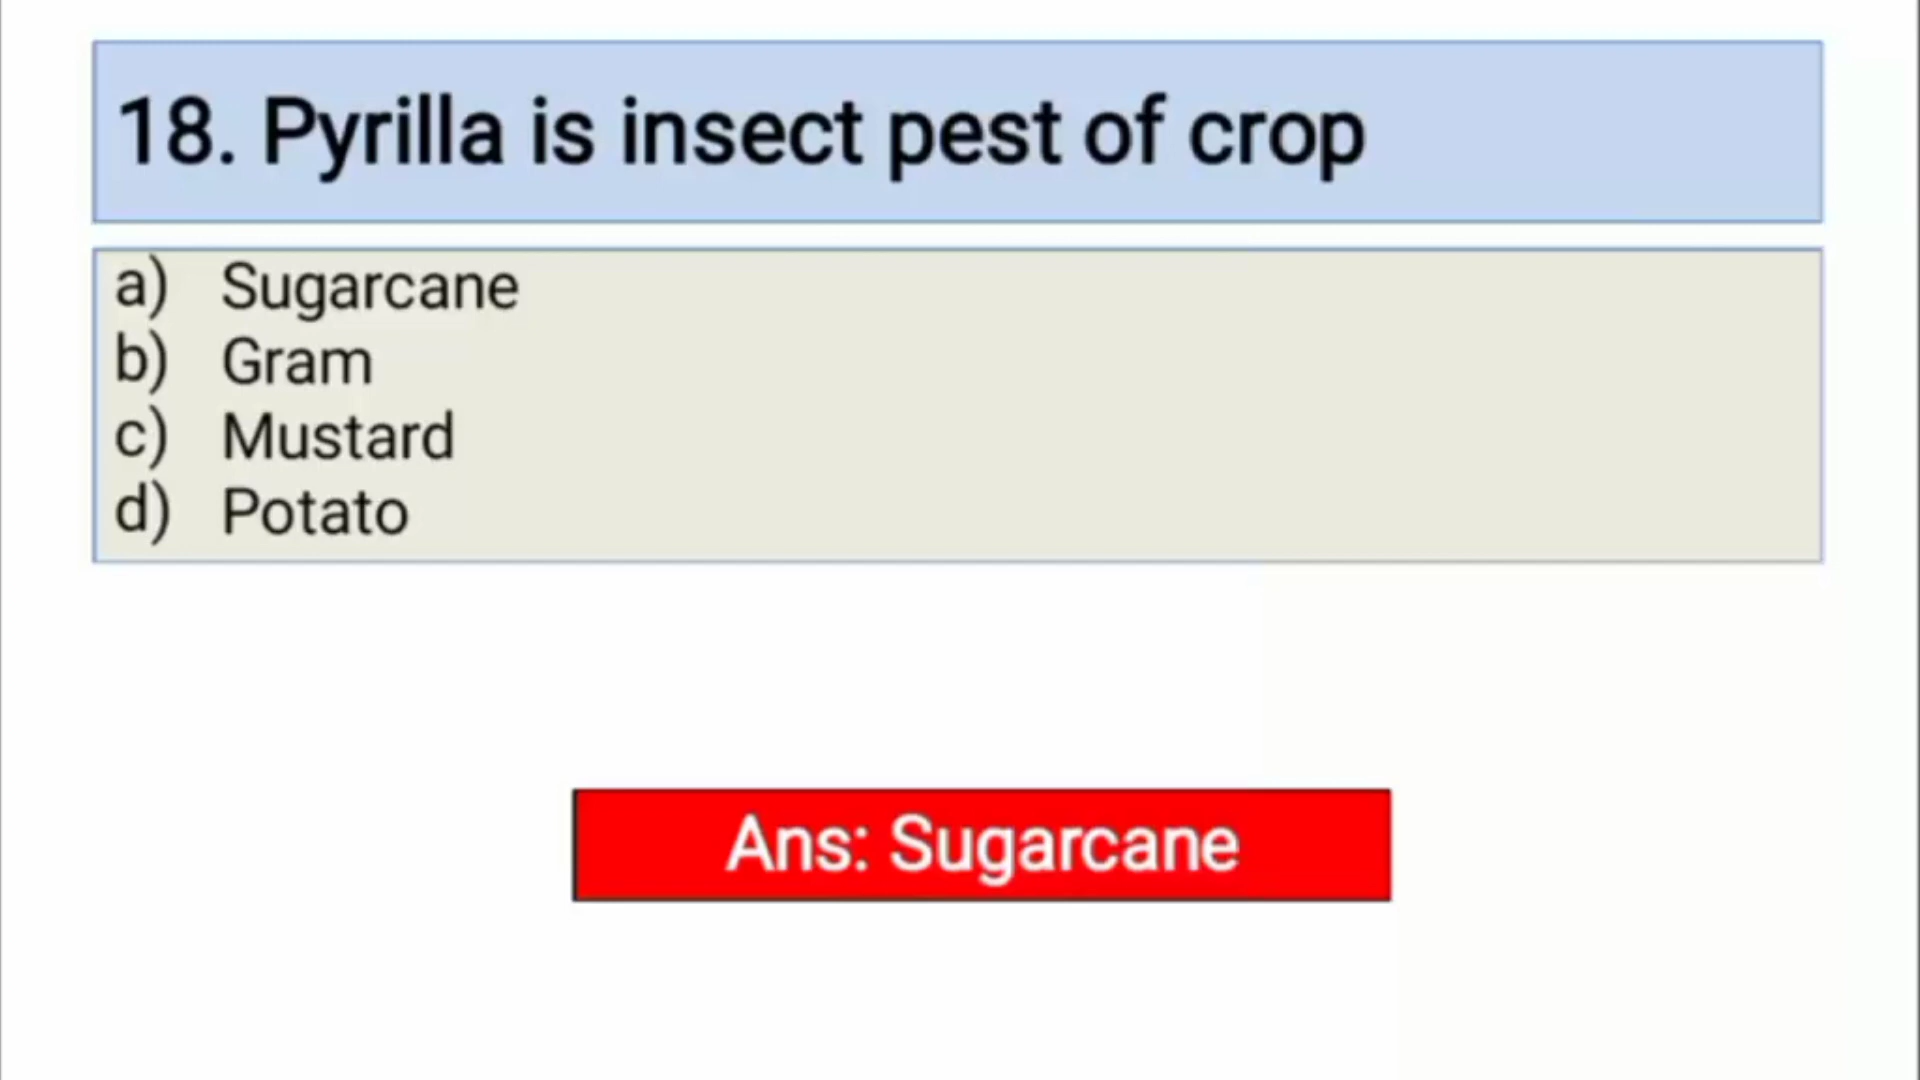 18. Pyrilla is insect pest of crop
a) Sugarcane
b) Gram
c) Mustard
d) Potato
Ans: Sugarcane